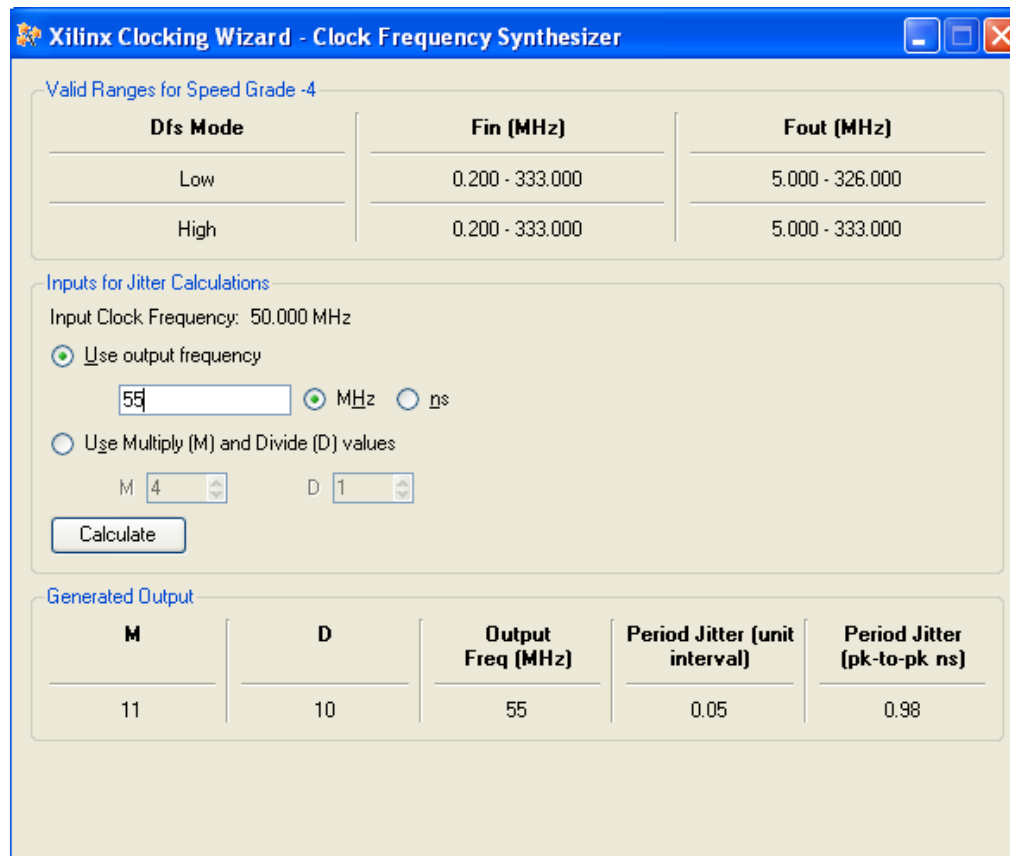 Xilinx Clocking Wizard - Clock Frequency Synthesizer
Valid Ranges for Speed Grade -4
Dfs Mode Fin (MHz) Fout (MHz)
Low 0.200 - 333.000 5.000 - 326.000
High 0.200 - 333.000 5.000 - 333.000
Inputs for Jitter Calculations
Input Clock Frequency: 50.000 MHz
Use output frequency
55 MHz ns
Use Multiply (M) and Divide (D) values
M 4 D 1
Calculate
Generated Output
M D Output Freq (MHz) Period Jitter (unit interval) Period Jitter (pk-to-pk ns)
11 10 55 0.05 0.98